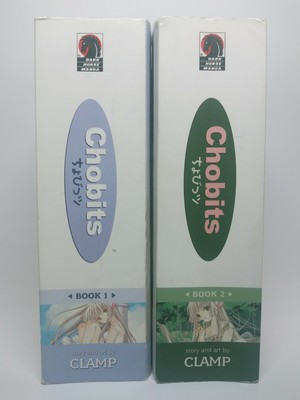 DARK
HORSE
MANGA
Chobits
ちょびっツ
BOOK 1
story and art by
CLAMP
DARK
HORSE
MANGA
Chobits
ちょびっツ
BOOK 2
story and art by
CLAMP